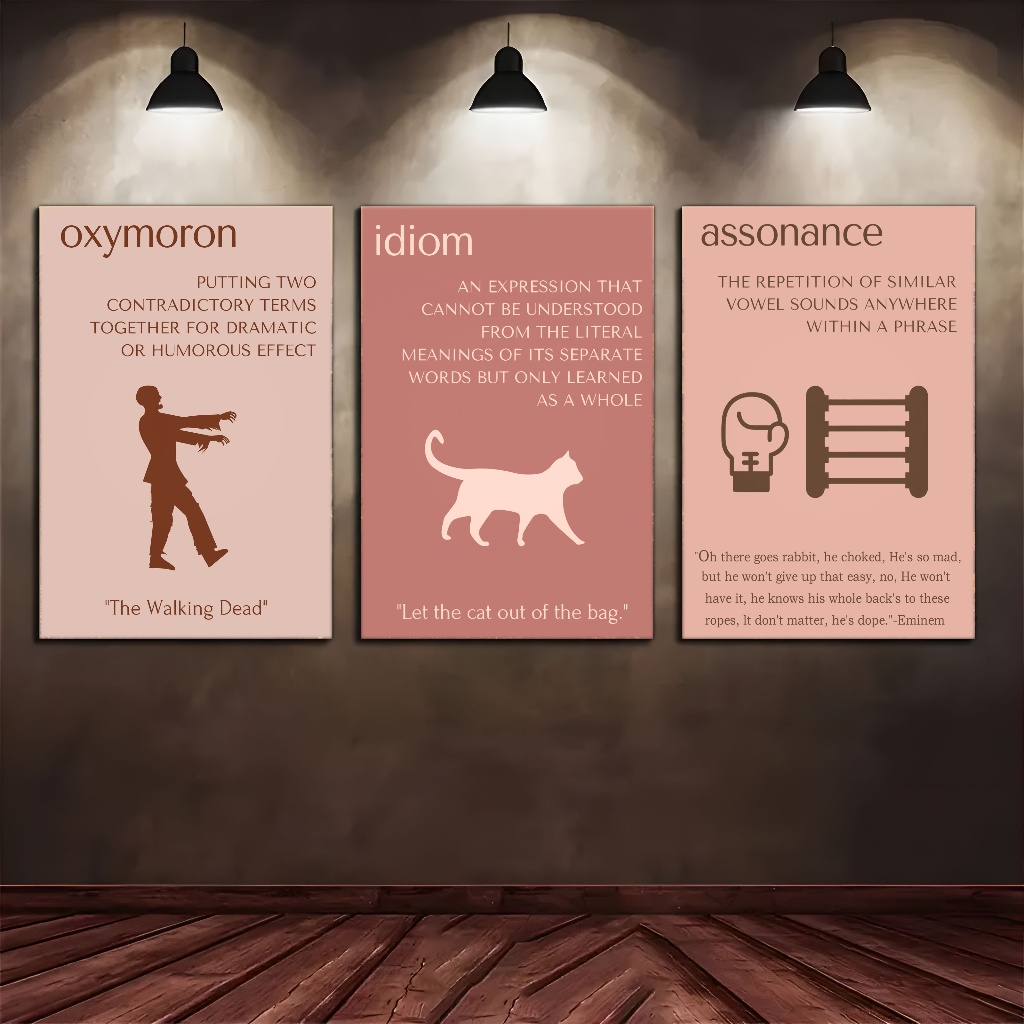 oxymoron
PUTTING TWO
CONTRADICTORY TERMS
TOGETHER FOR DRAMATIC
OR HUMOROUS EFFECT
"The Walking Dead"
idiom
AN EXPRESSION THAT
CANNOT BE UNDERSTOOD
FROM THE LITERAL
MEANINGS OF ITS SEPARATE
WORDS BUT ONLY LEARNED
AS A WHOLE
"Let the cat out of the bag."
assonance
THE REPETITION OF SIMILAR
VOWEL SOUNDS ANYWHERE
WITHIN A PHRASE
"Oh there goes rabbit, he choked, He's so mad,
but he won't give up that easy, no, He won't
have it, he knows his whole back's to these
ropes, It don't matter, he's dope."-Eminem